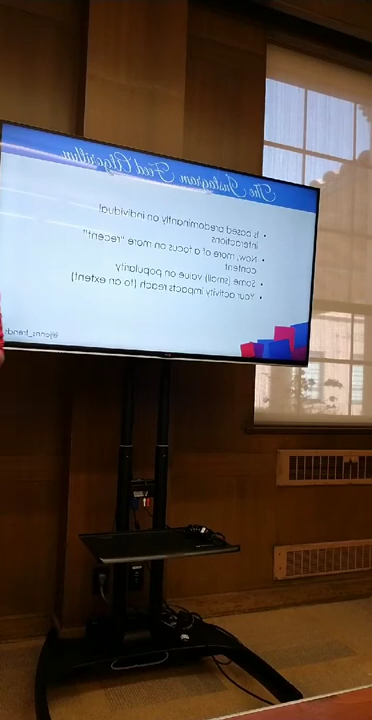 The Instagram Feed Algorithm
• Is based predominantly on individual
interactions
• Now, more of a focus on more "recent"
content
• Some (small) value on popularity
• Your activity impacts reach (to an extent)
@jenns_trends